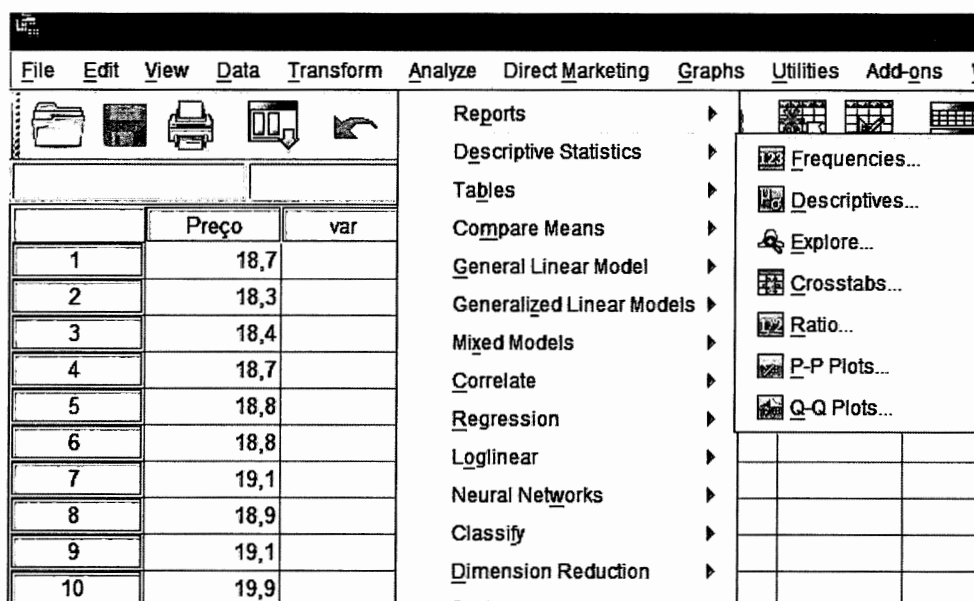 File Edit View Data Transform Analyze Direct Marketing Graphs Utilities Add-ons
Reports
Descriptive Statistics
Tables
Compare Means
General Linear Model
Generalized Linear Models
Mixed Models
Correlate
Regression
Loglinear
Neural Networks
Classify
Dimension Reduction
Frequencies...
Descriptives...
Explore...
Crosstabs...
Ratio...
P-P Plots...
Q-Q Plots...
Preço var
1 18,7
2 18,3
3 18,4
4 18,7
5 18,8
6 18,8
7 19,1
8 18,9
9 19,1
10 19,9